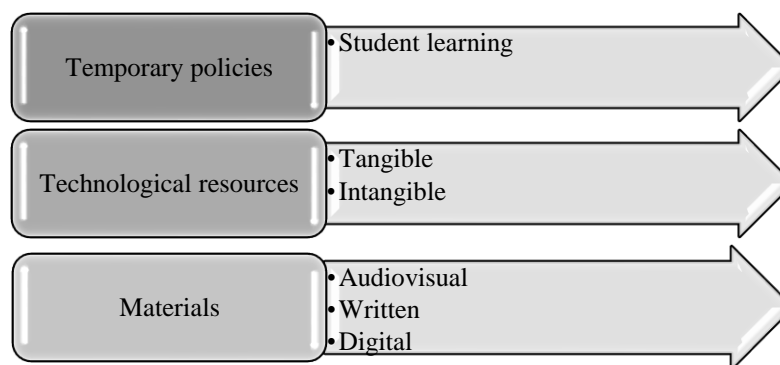 Temporary policies
•Student learning
Technological resources
•Tangible
•Intangible
Materials
•Audiovisual
•Written
•Digital